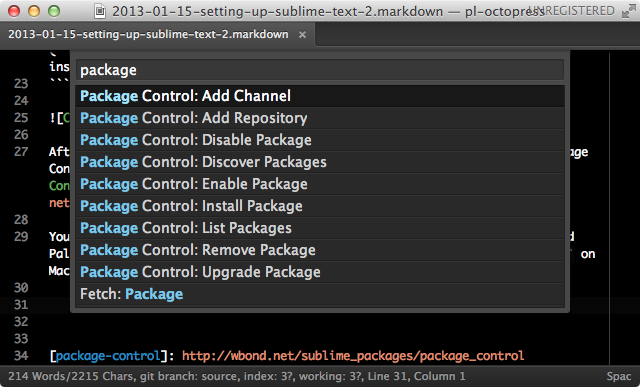 2013-01-15-setting-up-sublime-text-2.markdown — pl-octopress
UNREGISTERED
2013-01-15-setting-up-sublime-text-2.markdown ×
package
Package Control: Add Channel
Package Control: Add Repository
Package Control: Disable Package
Package Control: Discover Packages
Package Control: Enable Package
Package Control: Install Package
Package Control: List Packages
Package Control: Remove Package
Package Control: Upgrade Package
Fetch: Package
ins
23 ```
24
25 ![C
26
27 Aft age
Con
Con
net
28
29 You d
Pal ` on
Mac
30
31
32
33
34 [package-control]: http://wbond.net/sublime_packages/package_control
214 Words/2215 Chars, git branch: source, index: 3?, working: 3?, Line 31, Column 1 Spac